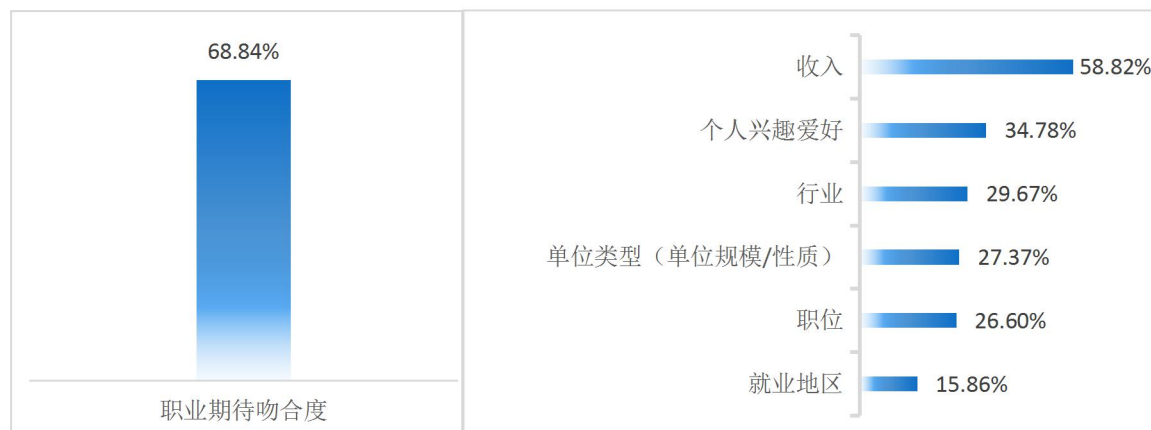 68.84%
职业期待吻合度
收入
58.82%
个人兴趣爱好
34.78%
行业
29.67%
单位类型（单位规模/性质）
27.37%
职位
26.60%
就业地区
15.86%